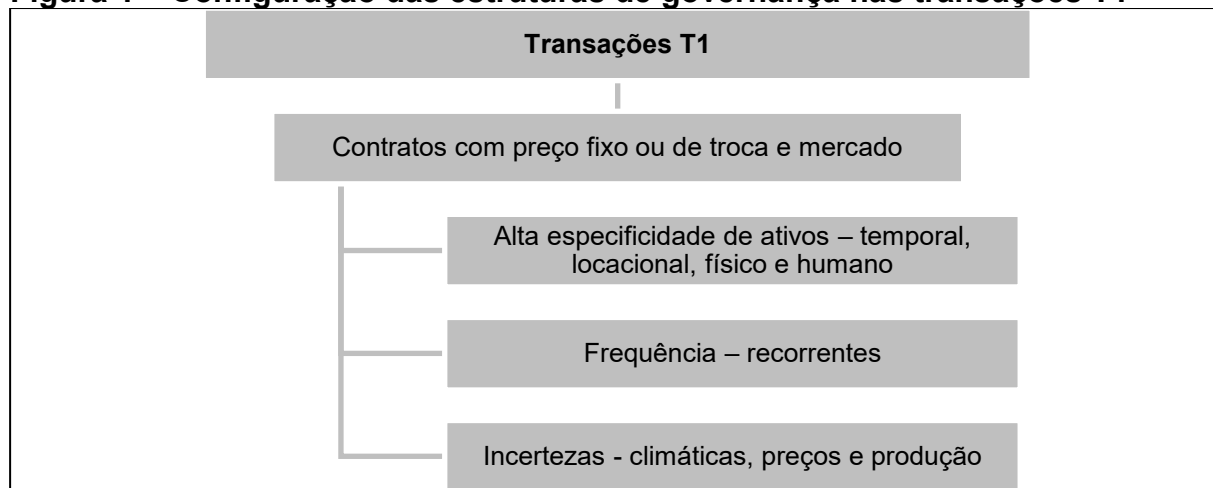 Transações T1
Contratos com preço fixo ou de troca e mercado
Alta especificidade de ativos – temporal,
locacional, físico e humano
Frequência – recorrentes
Incertezas - climáticas, preços e produção